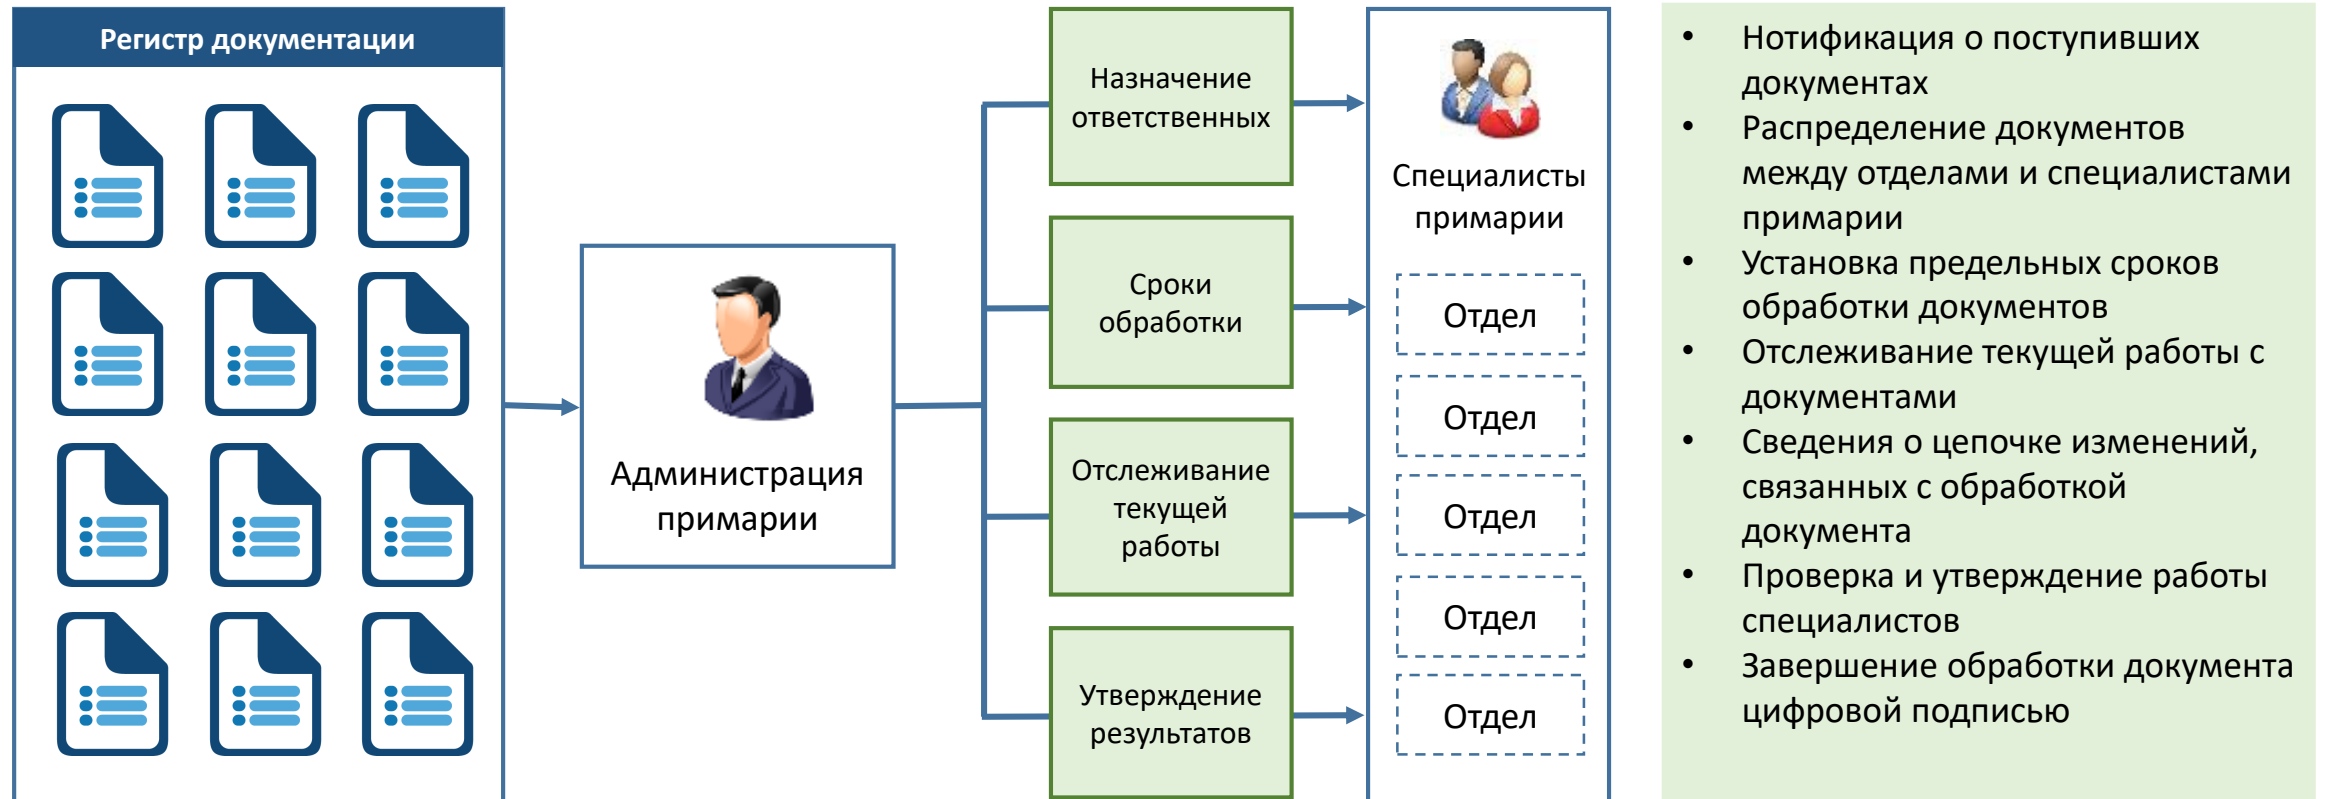 Регистр документации
Администрация
примарии
Назначение
ответственных
Сроки
обработки
Отслеживание
текущей
работы
Утверждение
результатов
Специалисты
примарии
Отдел
Отдел
Отдел
Отдел
Отдел
• Нотификация о поступивших
документах
• Распределение документов
между отделами и специалистами
примарии
• Установка предельных сроков
обработки документов
• Отслеживание текущей работы с
документами
• Сведения о цепочке изменений,
связанных с обработкой
документа
• Проверка и утверждение работы
специалистов
• Завершение обработки документа
цифровой подписью